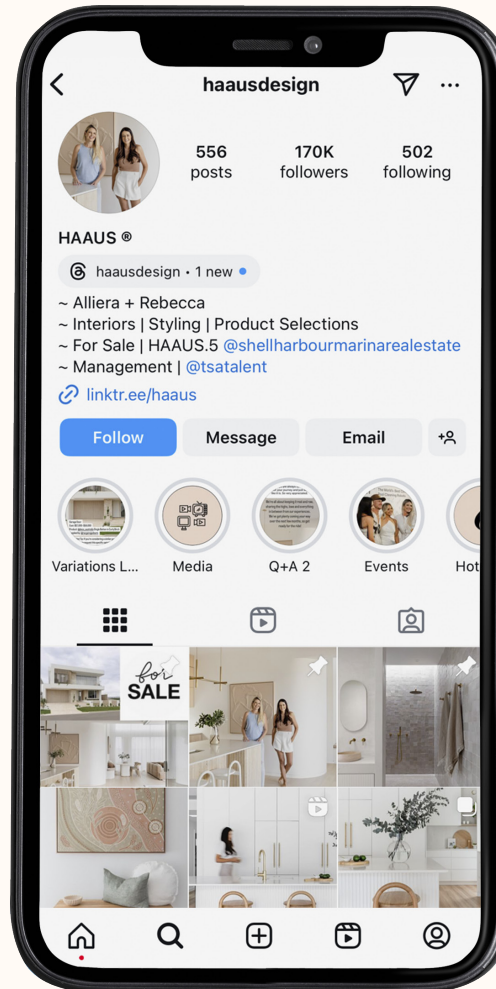 haausdesign
556
posts
170K
followers
502
following
HAAUS ®
haausdesign • 1 new
~ Alliera + Rebecca
~ Interiors | Styling | Product Selections
~ For Sale | HAAUS.5 @shellharbourmarinarealestate
~ Management | @tsatalent
linktr.ee/haaus
Follow
Message
Email
Variations L...
Media
Q+A 2
Events
Hot
for
SALE